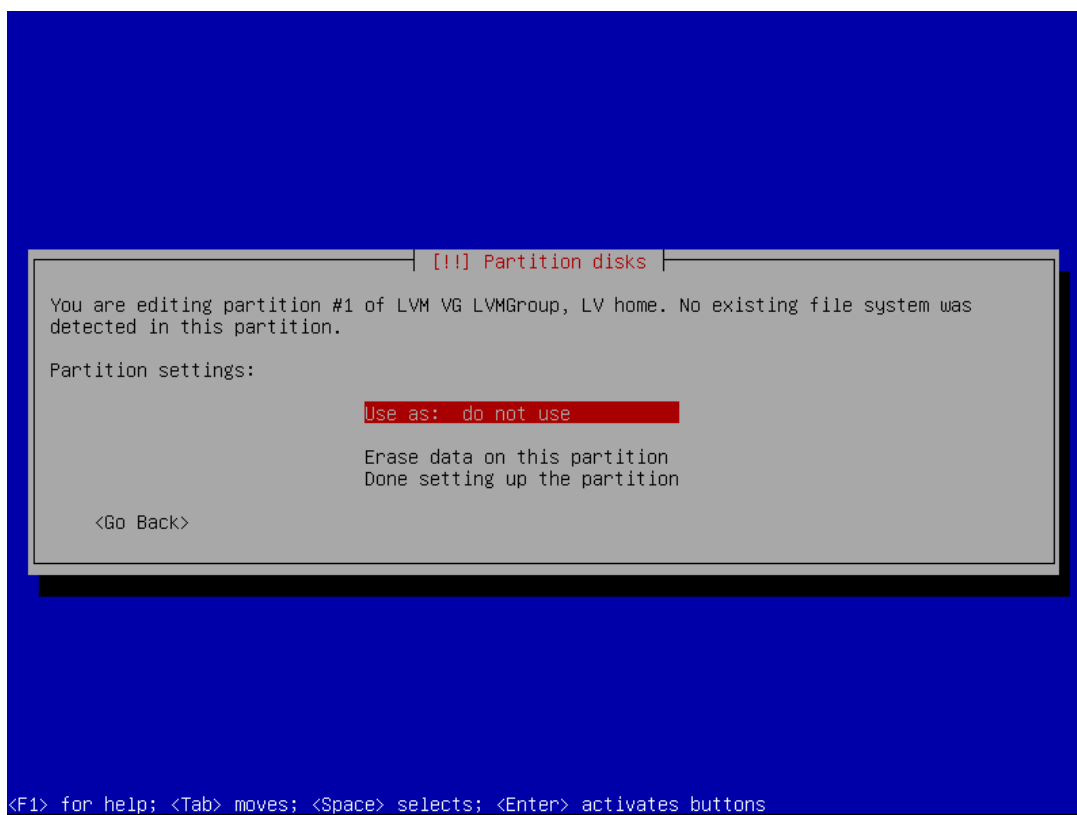 [!!] Partition disks
You are editing partition #1 of LVM VG LVMGroup, LV home. No existing file system was
detected in this partition.
Partition settings:
Use as:  do not use
Erase data on this partition
Done setting up the partition
<Go Back>
<F1> for help; <Tab> moves; <Space> selects; <Enter> activates buttons